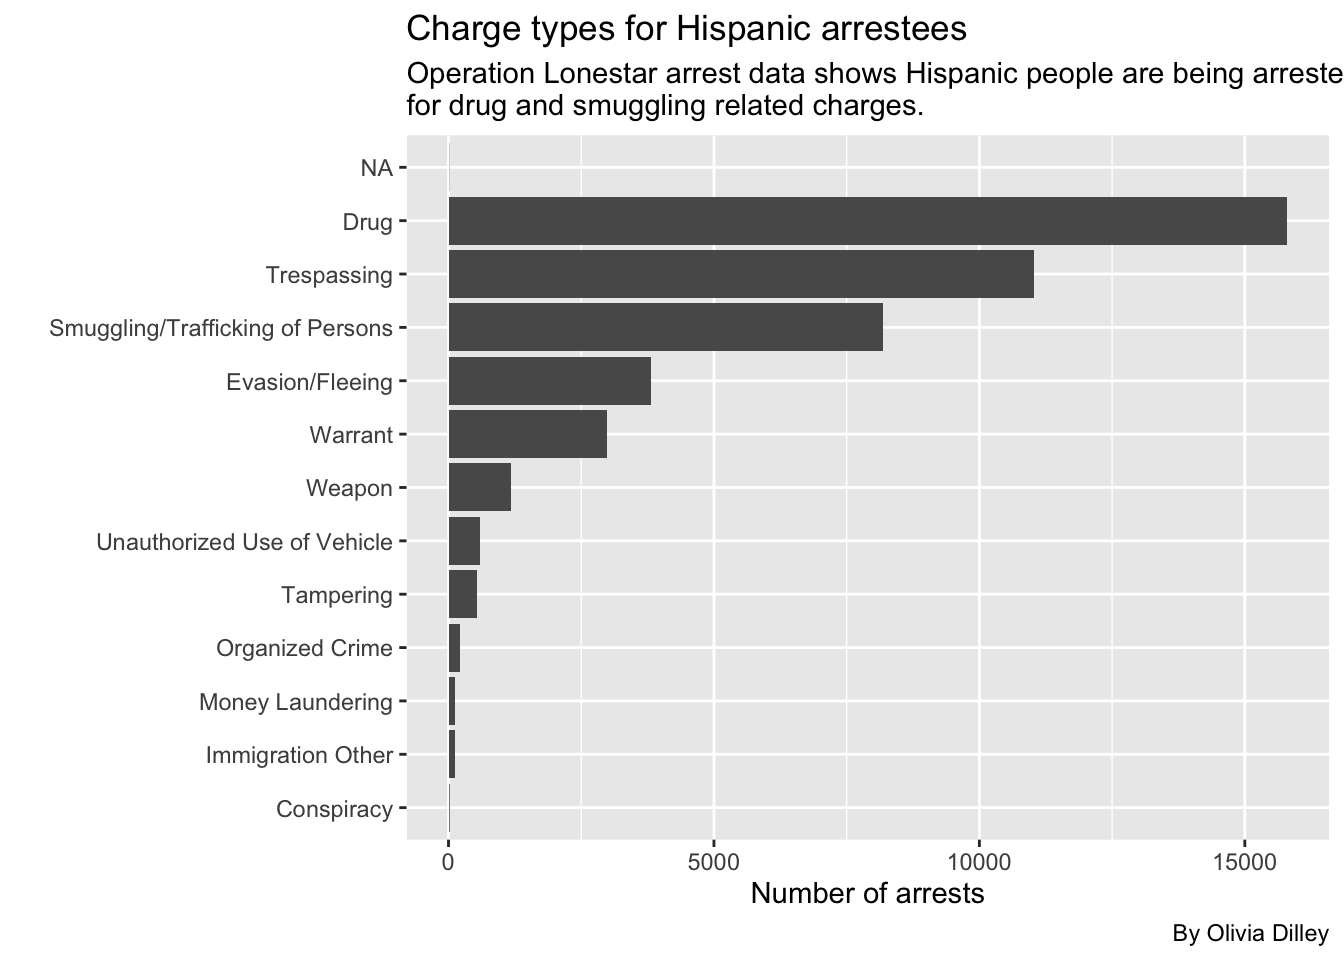 Charge types for Hispanic arrestees
Operation Lonestar arrest data shows Hispanic people are being arreste
for drug and smuggling related charges.
NA
Drug
Trespassing
Smuggling/Trafficking of Persons
Evasion/Fleeing
Warrant
Weapon
Unauthorized Use of Vehicle
Tampering
Organized Crime
Money Laundering
Immigration Other
Conspiracy
0 5000 10000 15000
Number of arrests
By Olivia Dilley